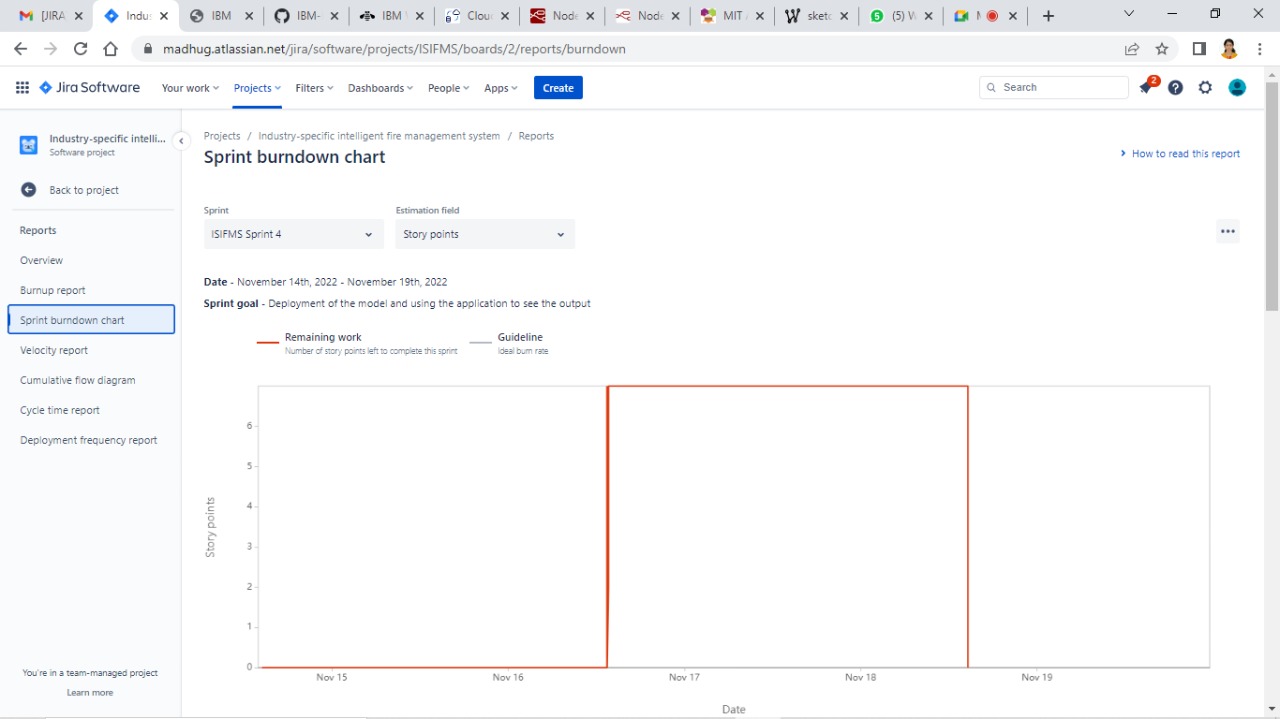 [JIRA
Indus
IBM
IBM-
IBM
Clouc
Node
Node
MIT A
sketc
(5) W
M
madhug.atlassian.net/jira/software/projects/ISIFMS/boards/2/reports/burndown
Jira Software
Your work
Projects
Filters
Dashboards
People
Apps
Create
Search
2
Industry-specific intelli...
Software project
Back to project
Reports
Overview
Burnup report
Sprint burndown chart
Velocity report
Cumulative flow diagram
Cycle time report
Deployment frequency report
You're in a team-managed project
Learn more
Projects / Industry-specific intelligent fire management system / Reports
Sprint burndown chart
How to read this report
Sprint
Estimation field
ISIFMS Sprint 4
Story points
Date - November 14th, 2022 - November 19th, 2022
Sprint goal - Deployment of the model and using the application to see the output
Remaining work
Number of story points left to complete this sprint
Guideline
Ideal burn rate
6
5
4
3
2
1
0
Story points
Nov 15
Nov 16
Nov 17
Nov 18
Nov 19
Date